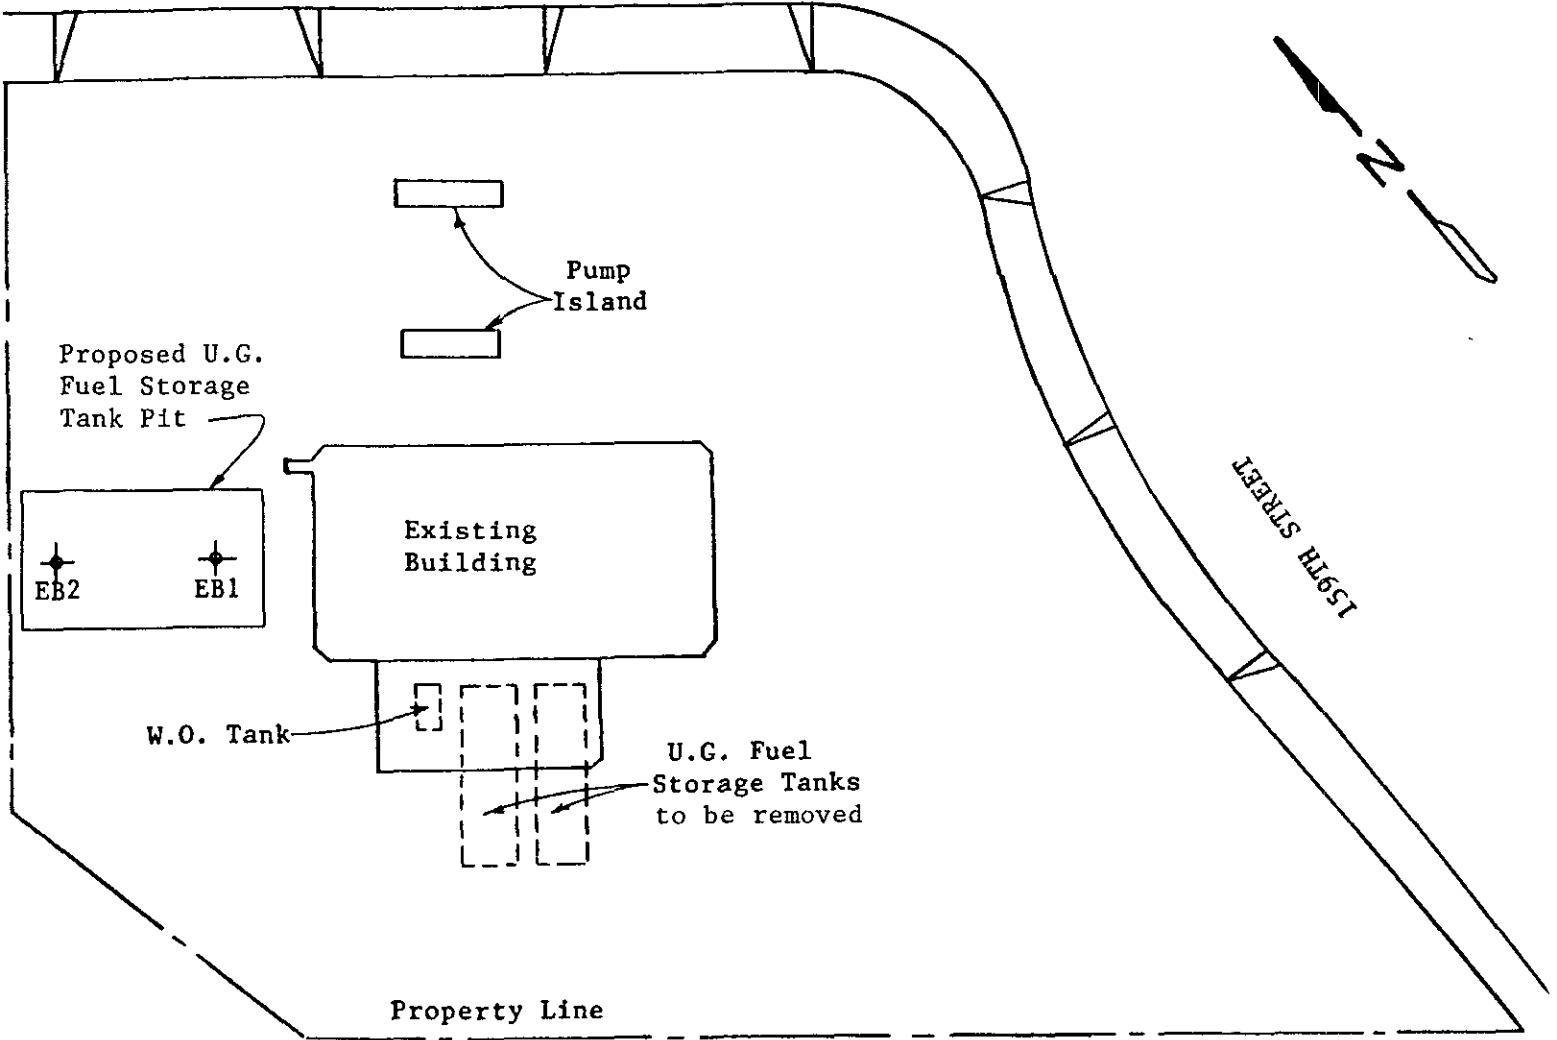 N
Pump
Island
Proposed U.G.
Fuel Storage
Tank Pit
159TH STREET
Existing
Building
EB2
EB1
W.O. Tank
U.G. Fuel
Storage Tanks
to be removed
Property Line